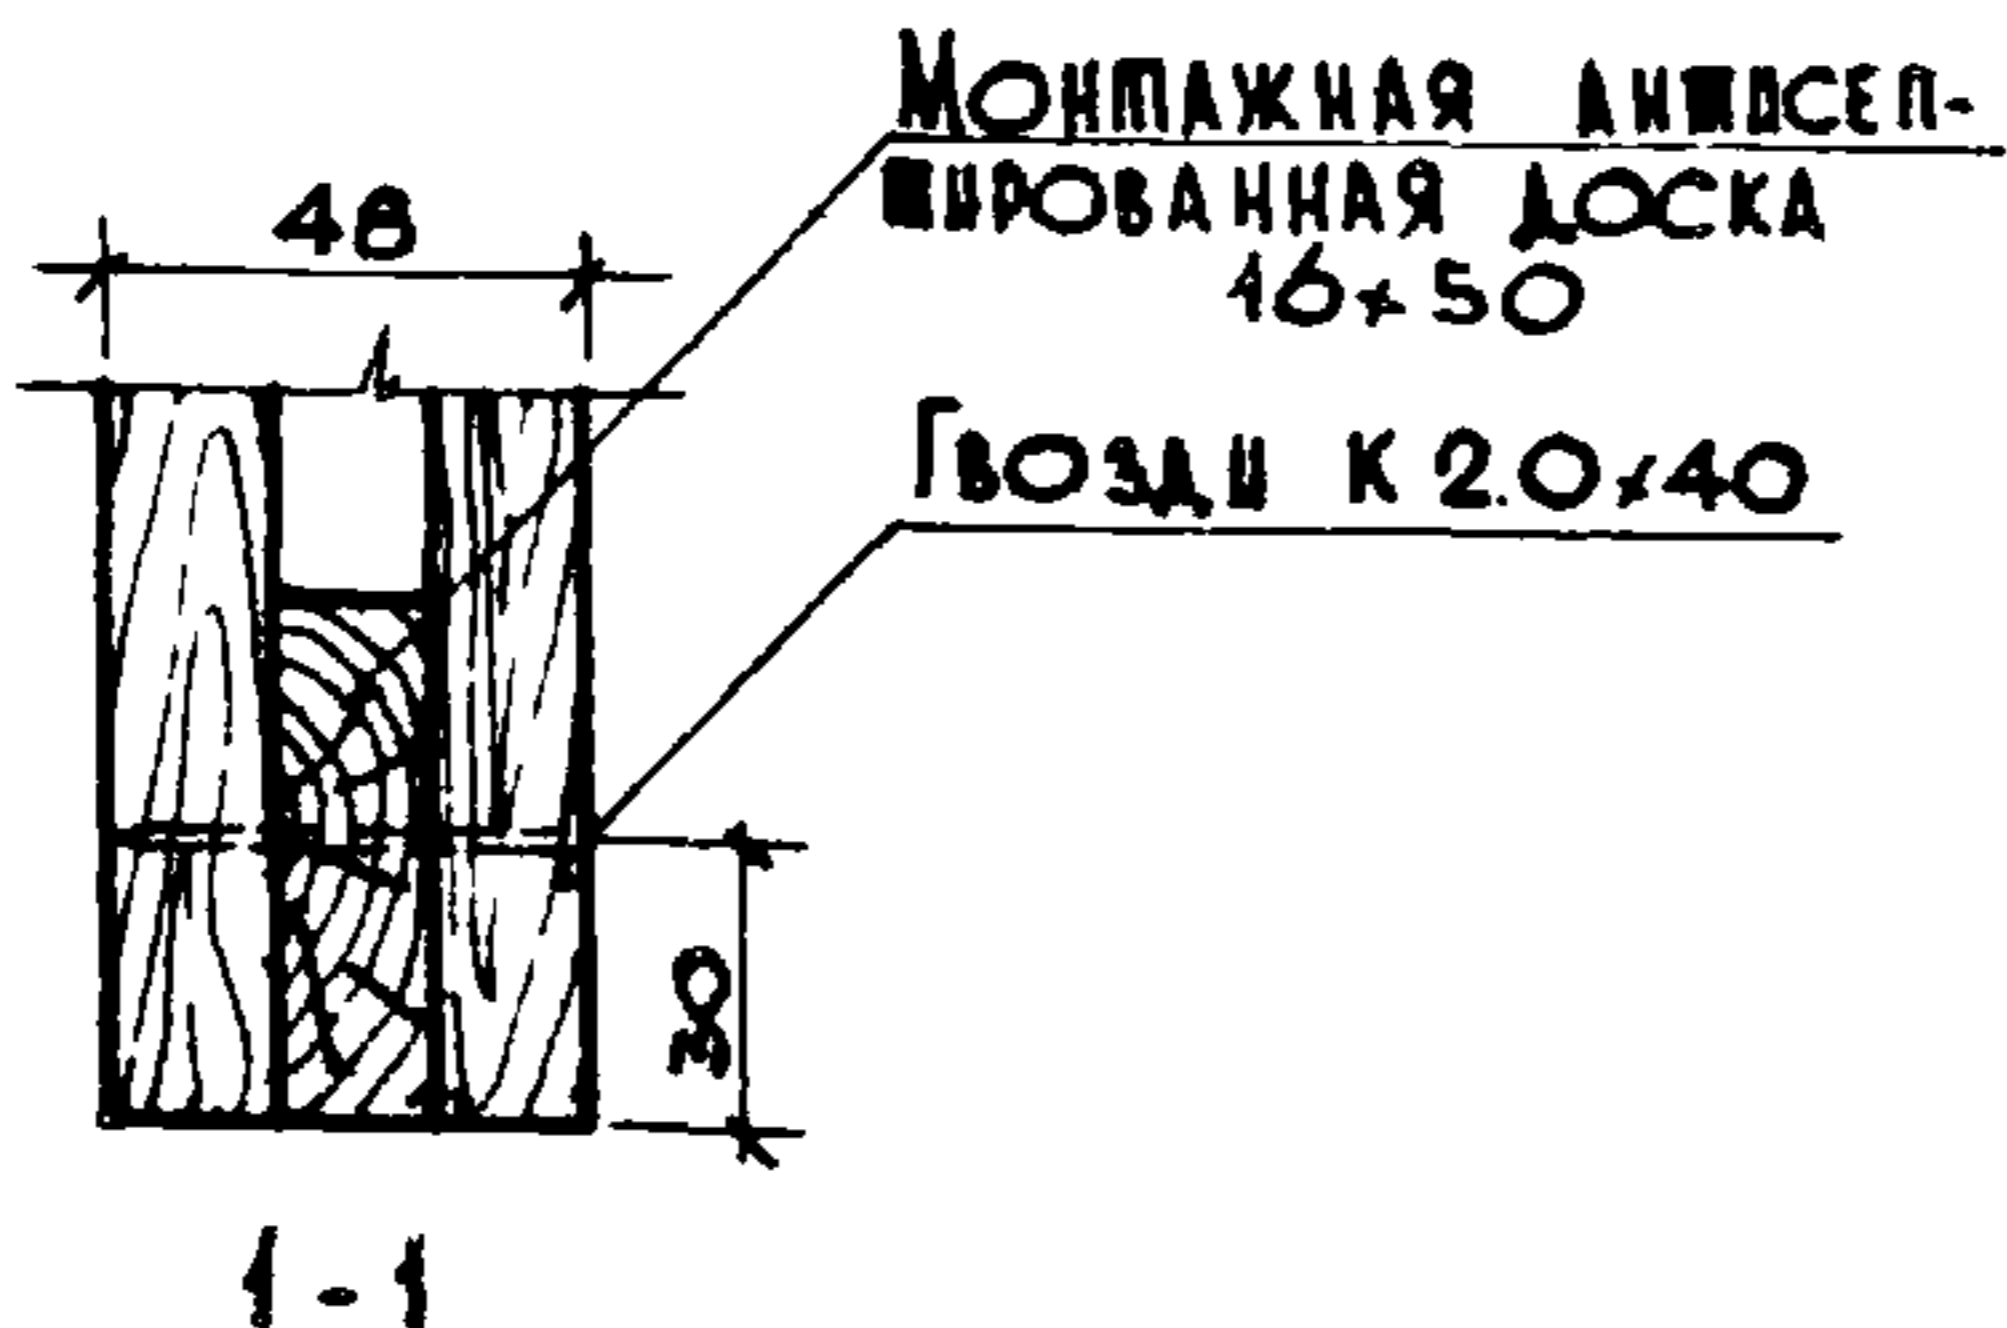 Монтажная антисеп-
тированная доска
16×50
48
Гвозди К 2.0×40
30
1-1